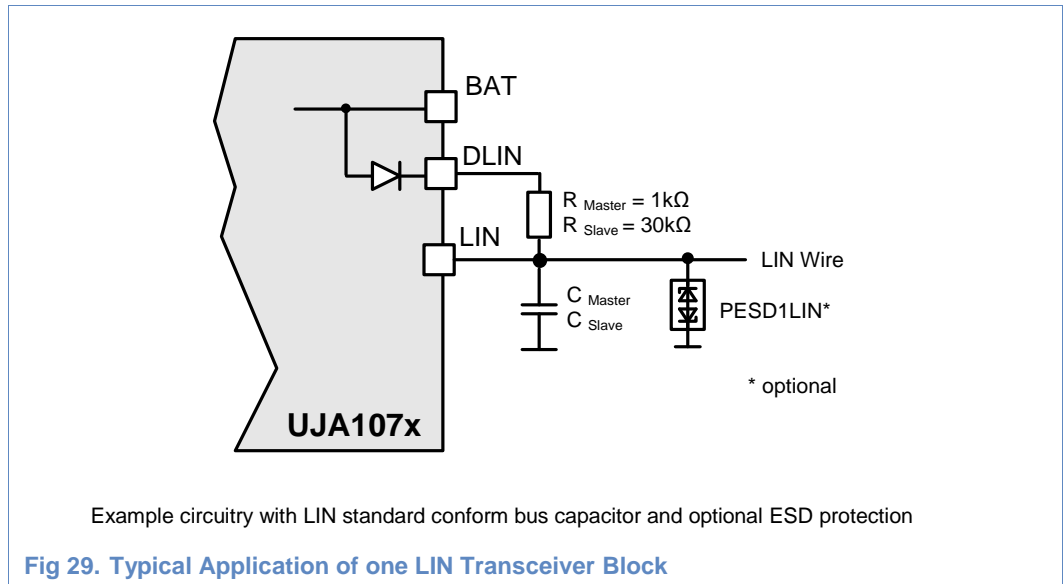 BAT
DLIN
R Master = 1kΩ
R Slave = 30kΩ
LIN
LIN Wire
C Master
C Slave
PESD1LIN*
* optional
UJA107x
Example circuitry with LIN standard conform bus capacitor and optional ESD protection
Fig 29. Typical Application of one LIN Transceiver Block